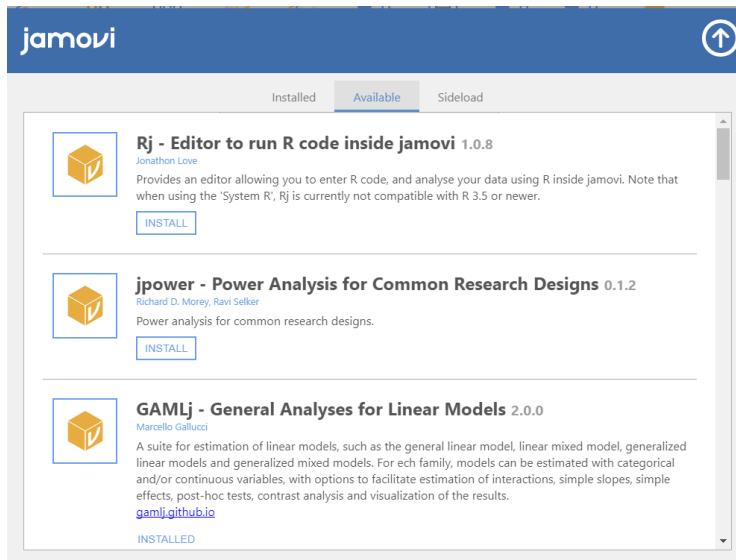 jamovi
Installed Available Sideload
Rj - Editor to run R code inside jamovi 1.0.8
Jonathon Love
Provides an editor allowing you to enter R code, and analyse your data using R inside jamovi. Note that
when using the 'System R', Rj is currently not compatible with R 3.5 or newer.
INSTALL
jpower - Power Analysis for Common Research Designs 0.1.2
Richard D. Morey, Ravi Selker
Power analysis for common research designs.
INSTALL
GAMLj - General Analyses for Linear Models 2.0.0
Marcello Gallucci
A suite for estimation of linear models, such as the general linear model, linear mixed model, generalized
linear models and generalized mixed models. For ech family, models can be estimated with categorical
and/or continuous variables, with options to facilitate estimation of interactions, simple slopes, simple
effects, post-hoc tests, contrast analysis and visualization of the results.
gamlj.github.io
INSTALLED